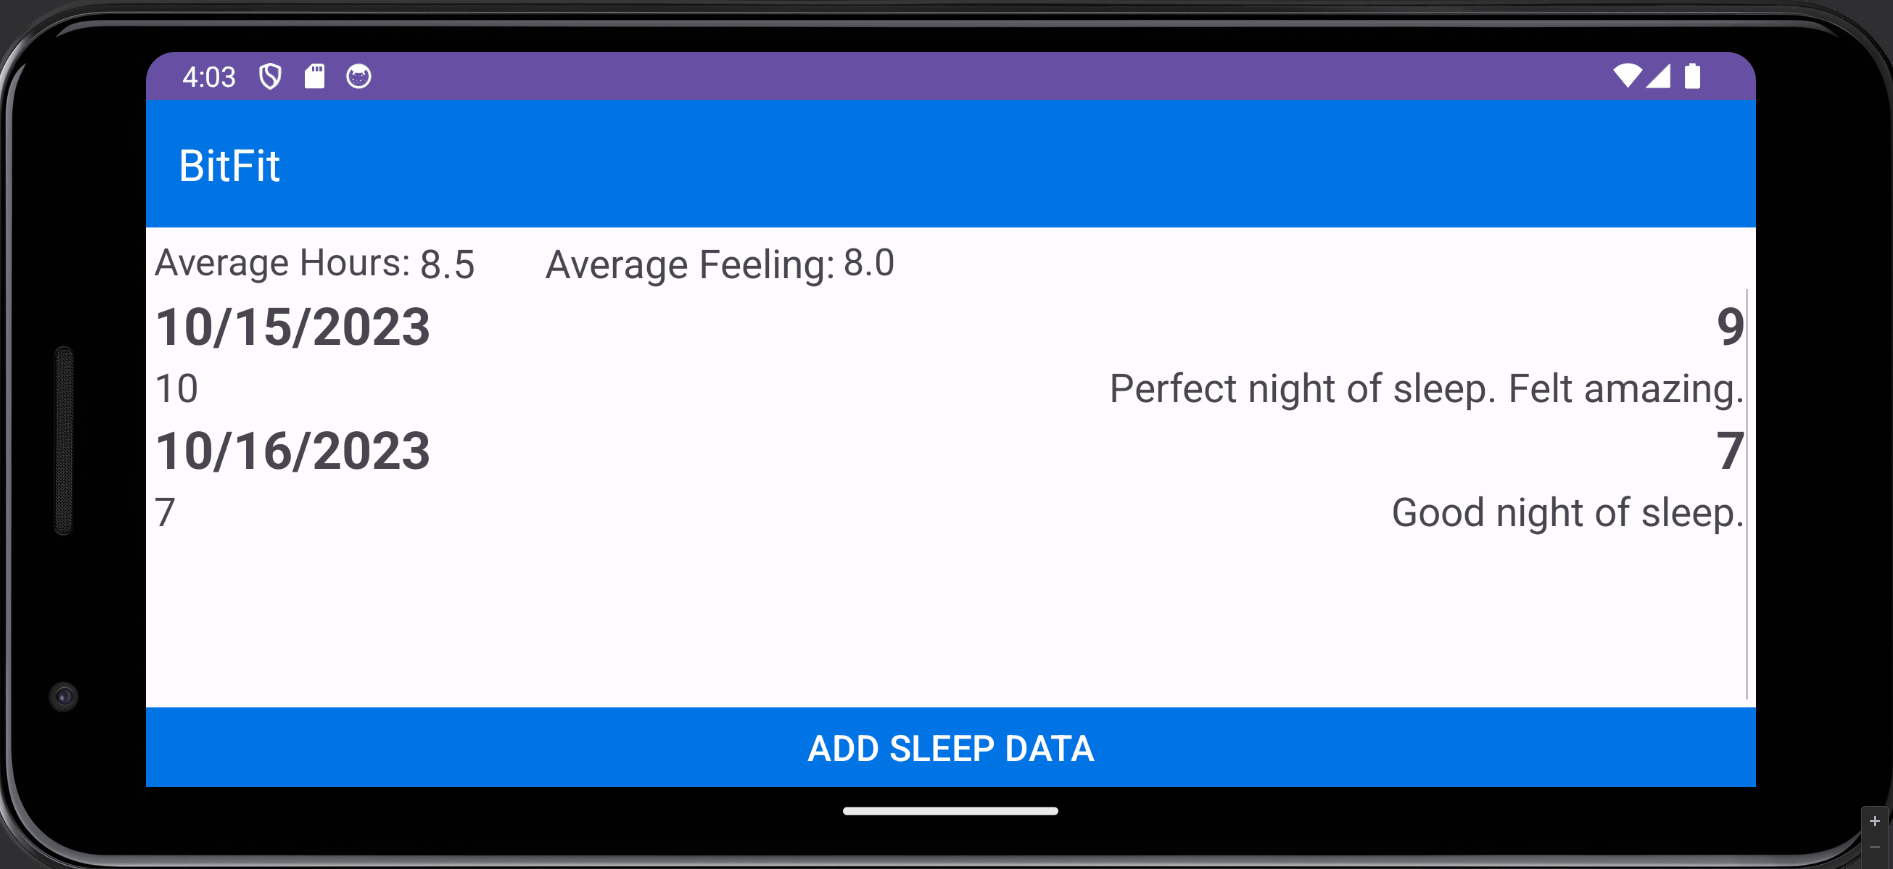 4:03
BitFit
Average Hours: 8.5 Average Feeling: 8.0
10/15/2023 9
10 Perfect night of sleep. Felt amazing.
10/16/2023 7
7 Good night of sleep.
ADD SLEEP DATA
+
−